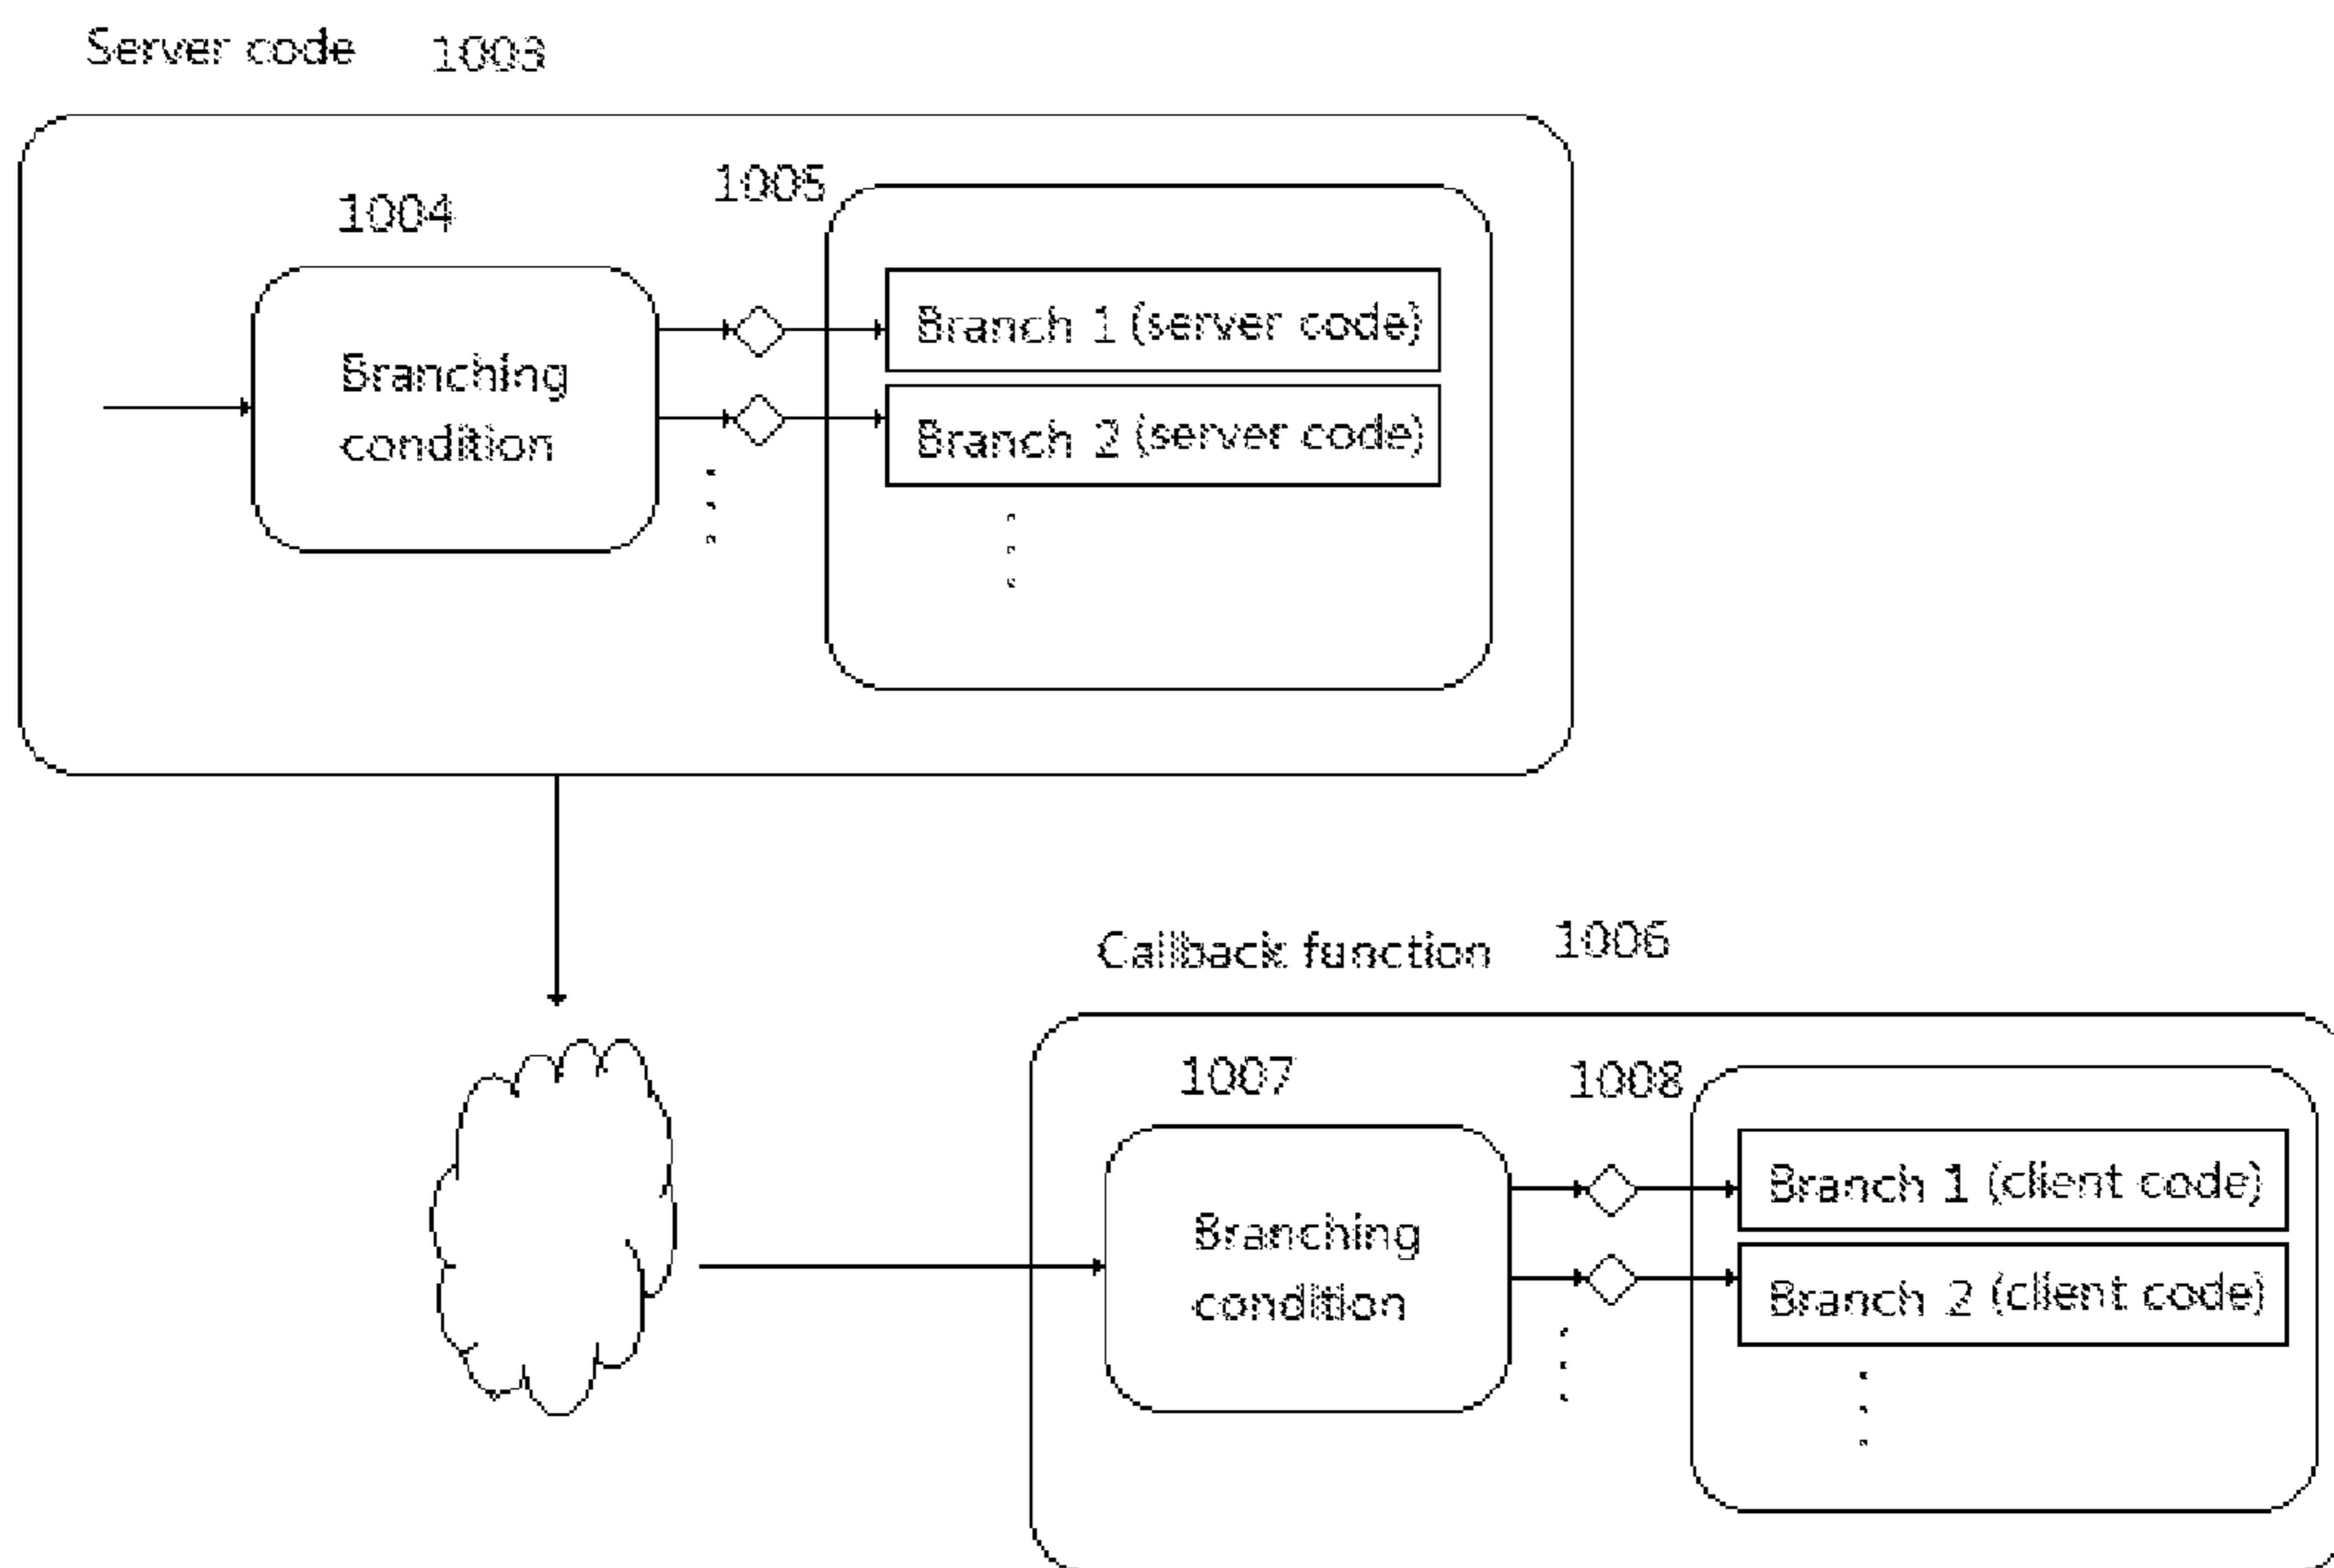 Server code 1003
1005
1004
Branch 1 (server code)
Branching
condition
Branch 2 (server code)
Callback function 1006
1007
1008
Branch 1 (client code)
Branching
condition
Branch 2 (client code)